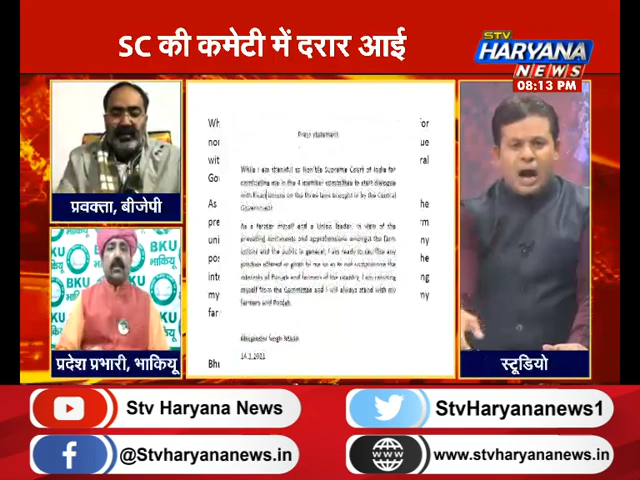 SC की कमेटी में दरार आई
STV
HARYANA
NEWS
08:13 PM
प्रवक्ता, बीजेपी
BKU
BKU
भाकियू
भाकियू
BKU
प्रदेश प्रभारी, भाकियू
Press statement
While I am thankful to Hon'ble Supreme Court of India for
nominating me in the 4 member committee to start dialogue
with Kisan unions on the three laws brought in by the Central
Government
As a farmer myself and a Union leader, in view of the
prevailing sentiments and apprehensions amongst the farm
unions and the public in general, I am ready to sacrifice any
position offered or given to me so as to not compromise the
interests of Punjab and farmers of the country, I am recusing
myself from the Committee and I will always stand with my
farmers and Punjab.
Bhupinder Singh Mann
14.1.2021
स्टूडियो
Stv Haryana News
StvHaryananews1
@Stvharyananews.in
www.stvharyananews.in